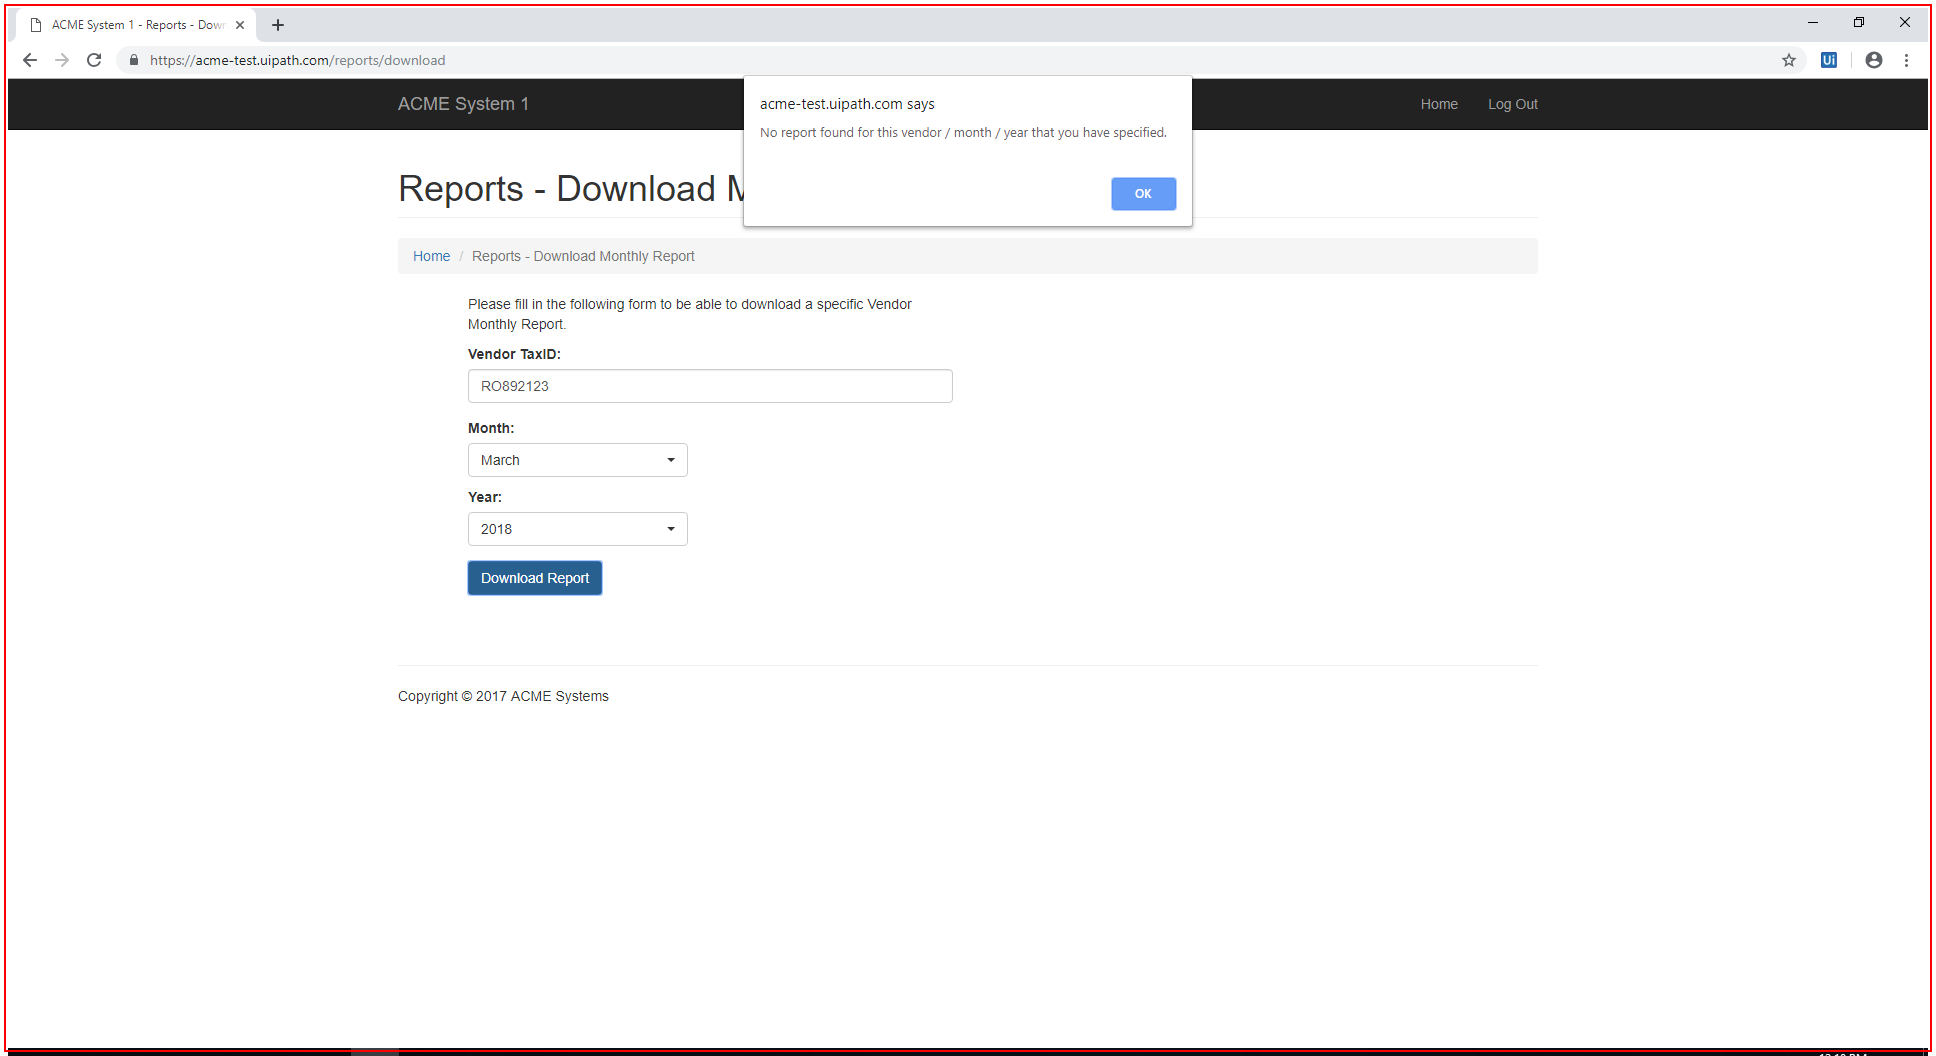 ACME System 1 - Reports - Dow
https://acme-test.uipath.com/reports/download
Ui
ACME System 1
Home
Log Out
acme-test.uipath.com says
No report found for this vendor / month / year that you have specified.
OK
Reports - Download M
Home / Reports - Download Monthly Report
Please fill in the following form to be able to download a specific Vendor
Monthly Report.
Vendor TaxID:
RO892123
Month:
March
Year:
2018
Download Report
Copyright © 2017 ACME Systems